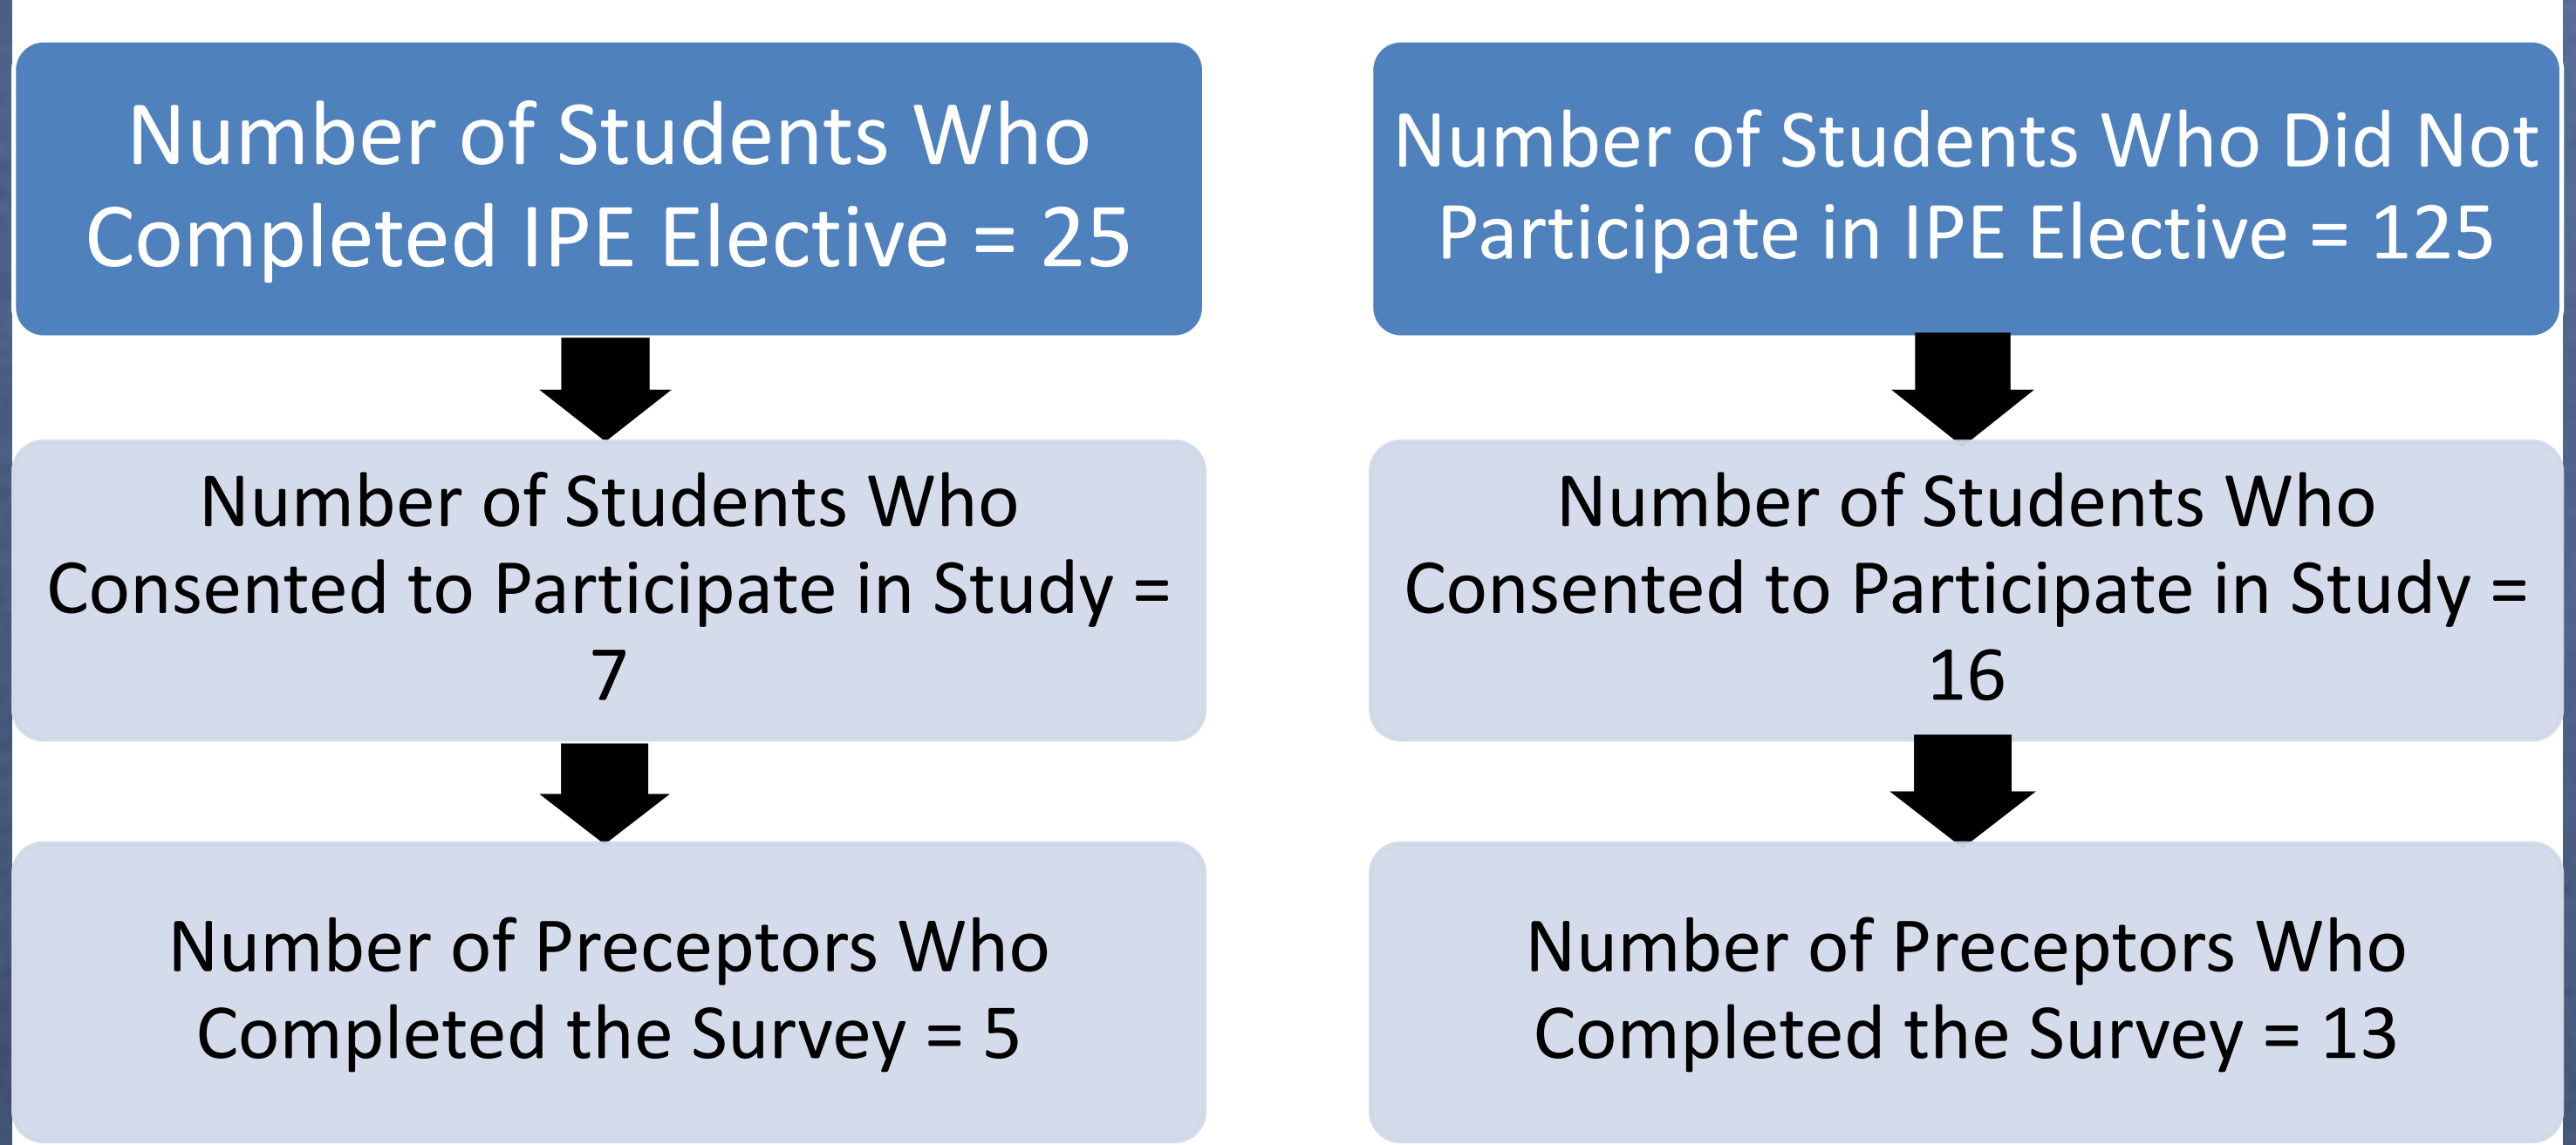 Number of Students Who
Completed IPE Elective = 25
Number of Students Who
Consented to Participate in Study =
7
Number of Preceptors Who
Completed the Survey = 5
Number of Students Who Did Not
Participate in IPE Elective = 125
Number of Students Who
Consented to Participate in Study =
16
Number of Preceptors Who
Completed the Survey = 13